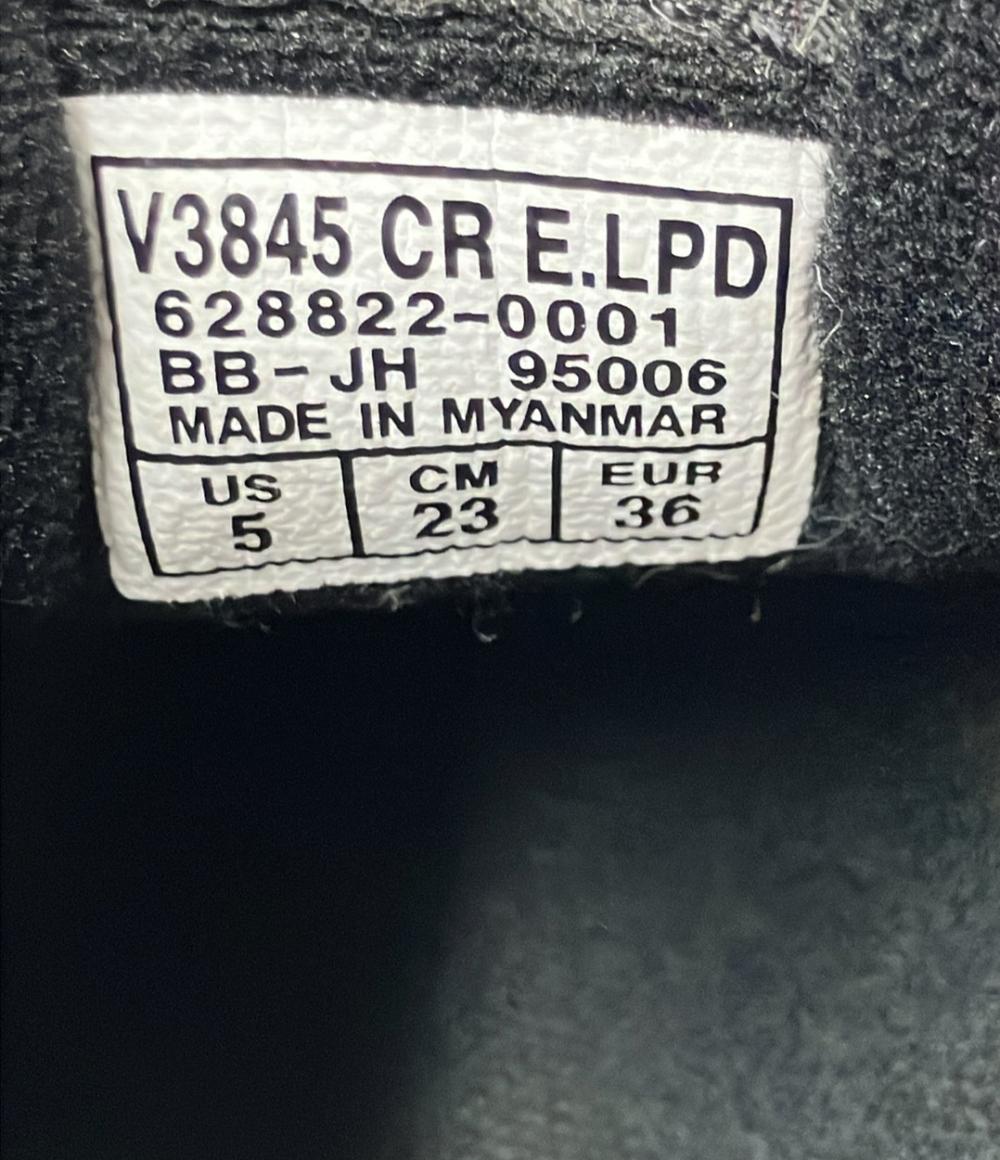 V3845 CR E.LPD
628822-0001
BB-JH 95006
MADE IN MYANMAR
US CM EUR
5 23 36